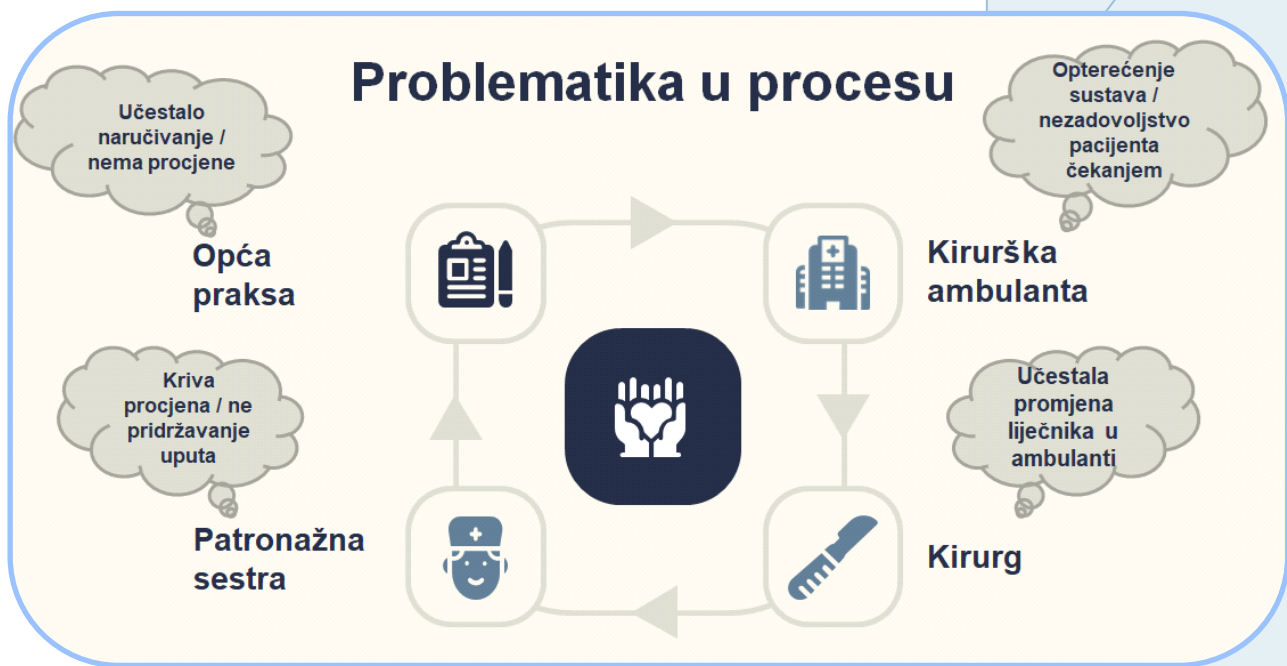 Problematika u procesu
Učestalo
naručivanje /
nema procjene
Opća
praksa
Opterećenje
sustava /
nezadovoljstvo
pacijenta
čekanjem
Kirurška
ambulanta
Kriva
procjena / ne
pridržavanje
uputa
Patronažna
sestra
Učestala
promjena
liječnika u
ambulanti
Kirurg